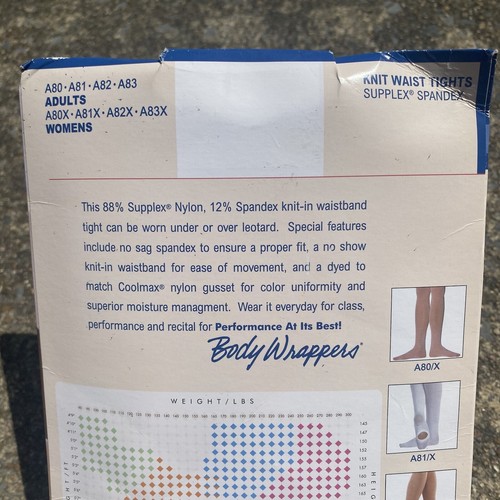 A80 • A81 • A82 • A83
ADULTS
A80X • A81X • A82X • A83X
WOMENS
KNIT WAIST TIGHTS
SUPPLEX® SPANDEX
This 88% Supplex® Nylon, 12% Spandex knit-in waistband
tight can be worn under or over leotard. Special features
include no sag spandex to ensure a proper fit, a no show
knit-in waistband for ease of movement, and a dyed to
match Coolmax® nylon gusset for color uniformity and
superior moisture managment. Wear it everyday for class,
performance and recital for Performance At Its Best!
Body Wrappers®
A80/X
A81/X
WEIGHT/LBS